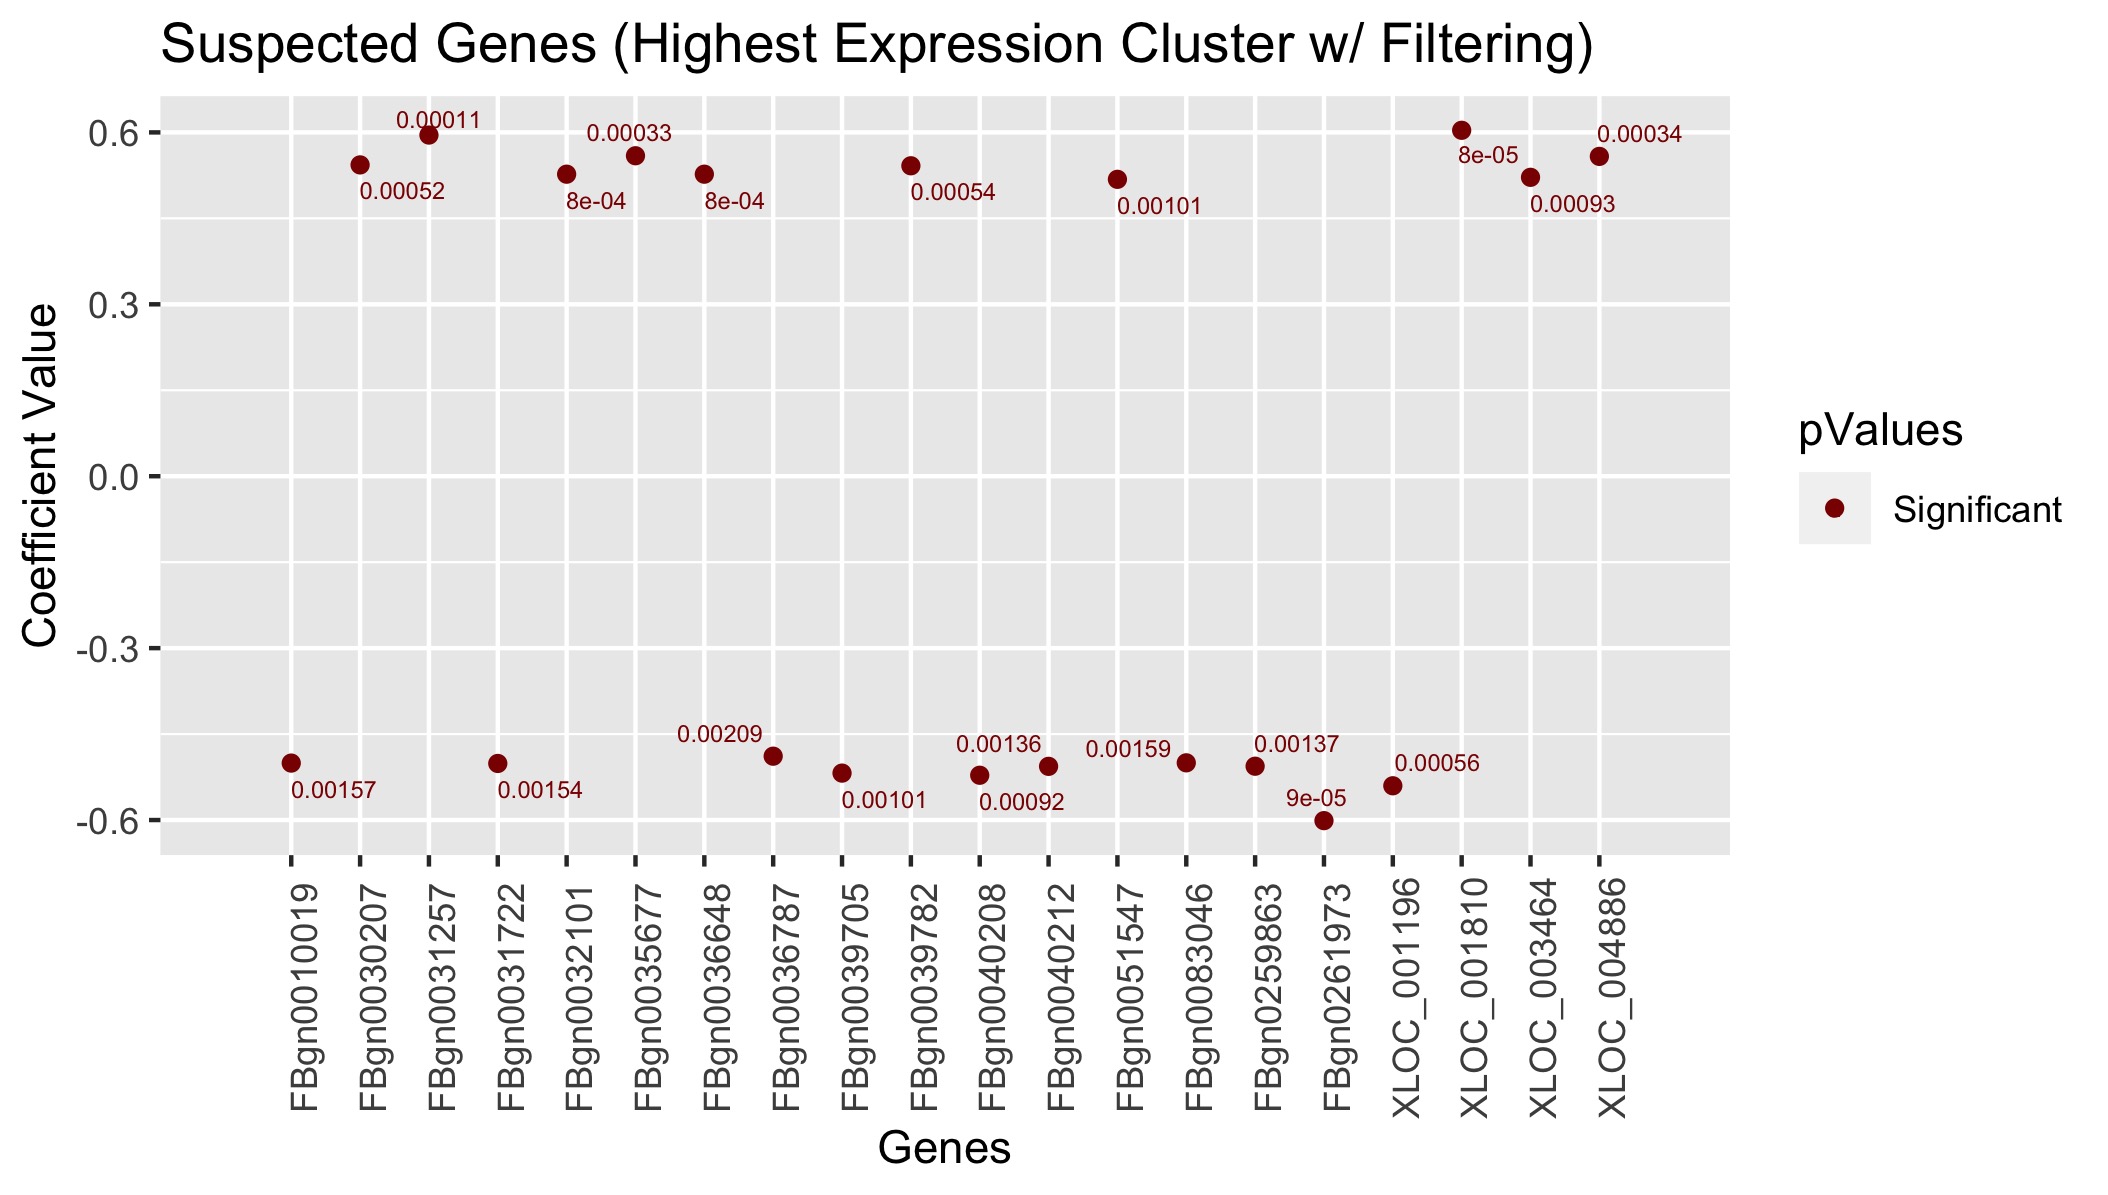 Suspected Genes (Highest Expression Cluster w/ Filtering)
Coefficient Value
0.6
0.3
0.0
-0.3
-0.6
0.00157
0.00052
0.00011
0.00154
8e-04
0.00033
8e-04
0.00209
0.00101
0.00054
0.00092
0.00136
0.00101
0.00159
0.00137
9e-05
0.00056
8e-05
0.00093
0.00034
FBgn0010019
FBgn0030207
FBgn0031257
FBgn0031722
FBgn0032101
FBgn0035677
FBgn0036648
FBgn0036787
FBgn0039705
FBgn0039782
FBgn0040208
FBgn0040212
FBgn0051547
FBgn0083046
FBgn0259863
FBgn0261973
XLOC_001196
XLOC_001810
XLOC_003464
XLOC_004886
Genes
pValues
Significant